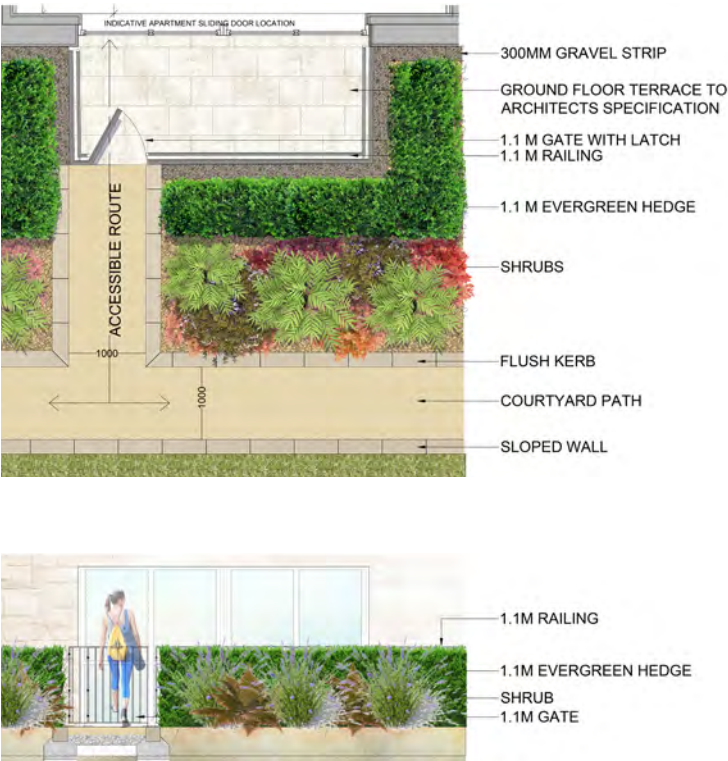 INDICATIVE APARTMENT SLIDING DOOR LOCATION
300MM GRAVEL STRIP
GROUND FLOOR TERRACE TO
ARCHITECTS SPECIFICATION
1.1 M GATE WITH LATCH
1.1 M RAILING
1.1 M EVERGREEN HEDGE
ACCESSIBLE ROUTE
SHRUBS
1000
FLUSH KERB
1000
COURTYARD PATH
SLOPED WALL
1.1M RAILING
1.1M EVERGREEN HEDGE
SHRUB
1.1M GATE